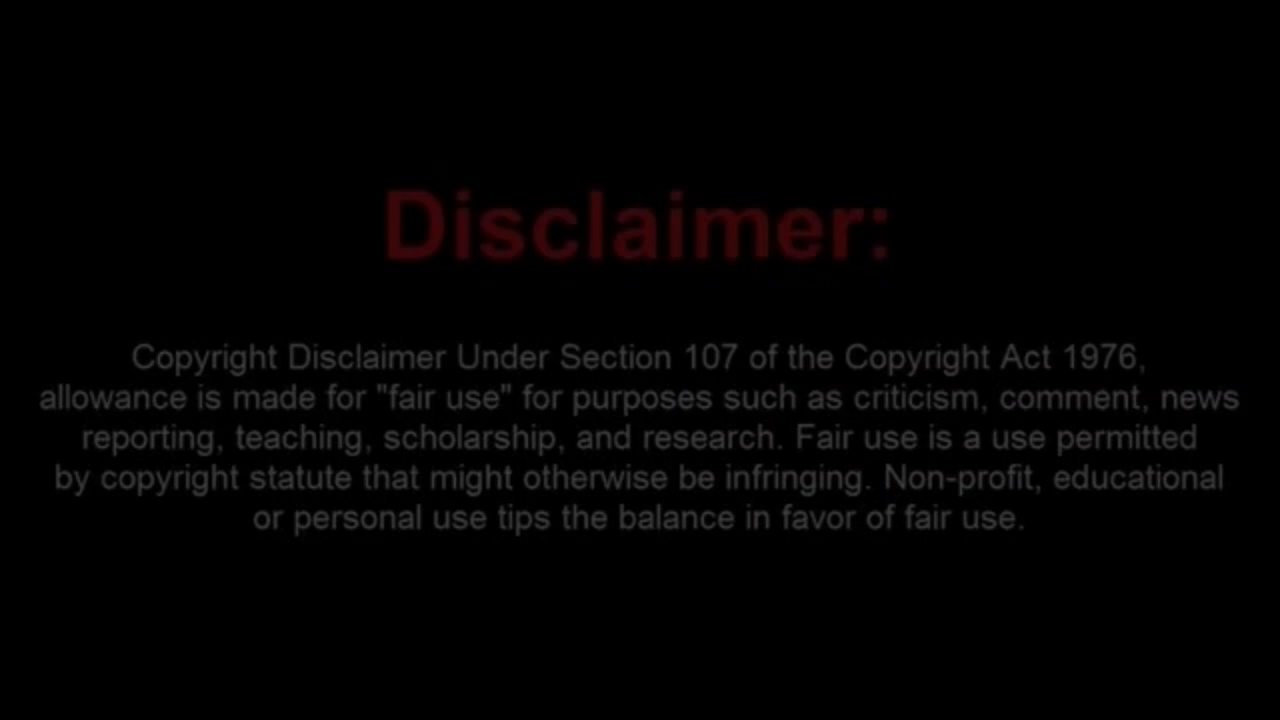 Disclaimer:
Copyright Disclaimer Under Section 107 of the Copyright Act 1976,
allowance is made for "fair use" for purposes such as criticism, comment, news
reporting, teaching, scholarship, and research. Fair use is a use permitted
by copyright statute that might otherwise be infringing. Non-profit, educational
or personal use tips the balance in favor of fair use.